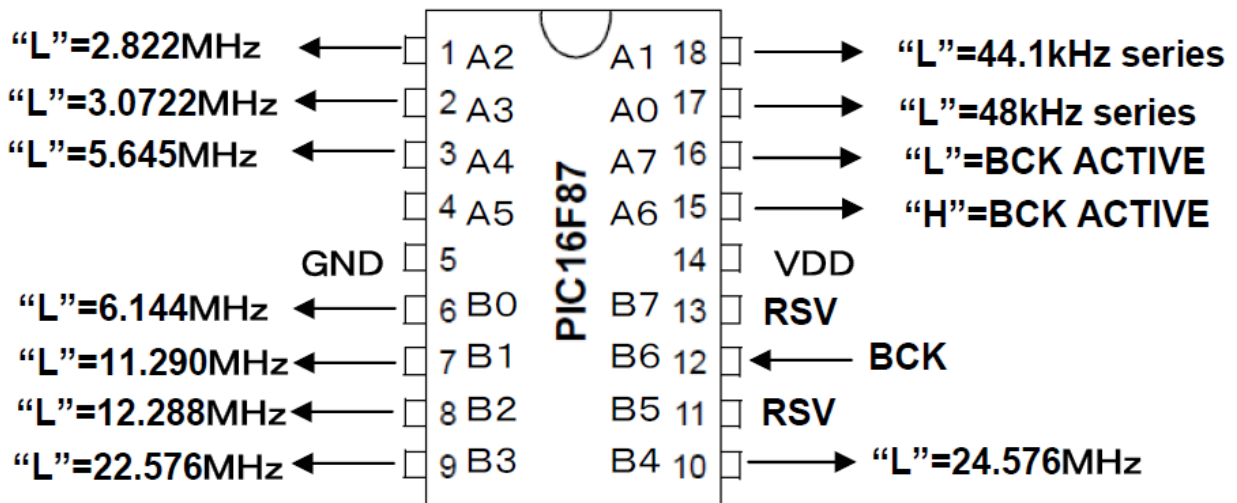 “L”=2.822MHz 1 A2 A1 18 “L”=44.1kHz series
“L”=3.0722MHz 2 A3 A0 17 “L”=48kHz series
“L”=5.645MHz 3 A4 A7 16 “L”=BCK ACTIVE
4 A5 A6 15 “H”=BCK ACTIVE
GND 5 14 VDD
“L”=6.144MHz 6 B0 B7 13 RSV
“L”=11.290MHz 7 B1 B6 12 BCK
“L”=12.288MHz 8 B2 B5 11 RSV
“L”=22.576MHz 9 B3 B4 10 “L”=24.576MHz
PIC16F87